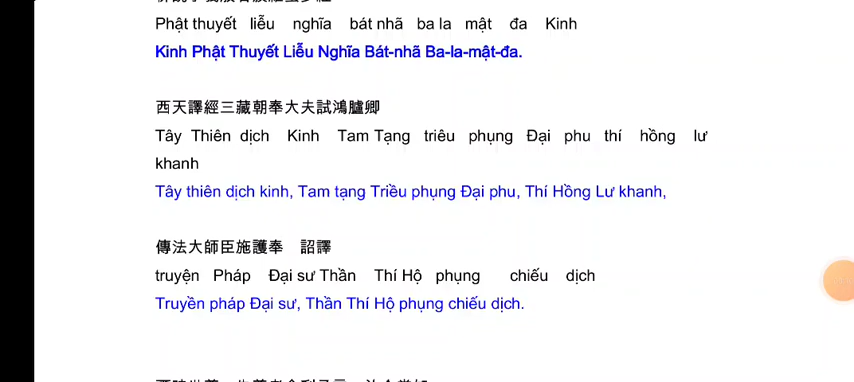 Phật thuyết liễu nghĩa bát nhã ba la mật đa Kinh
Kinh Phật Thuyết Liễu Nghĩa Bát-nhã Ba-la-mật-đa.
西天譯經三藏朝奉大夫試鴻臚卿
Tây Thiên dịch Kinh Tam Tạng triêu phụng Đại phu thí hồng lư
khanh
Tây thiên dịch kinh, Tam tạng Triều phụng Đại phu, Thí Hồng Lư khanh,
傳法大師臣施護奉 詔譯
truyện Pháp Đại sư Thần Thí Hộ phụng chiếu dịch
Truyền pháp Đại sư, Thần Thí Hộ phụng chiếu dịch.